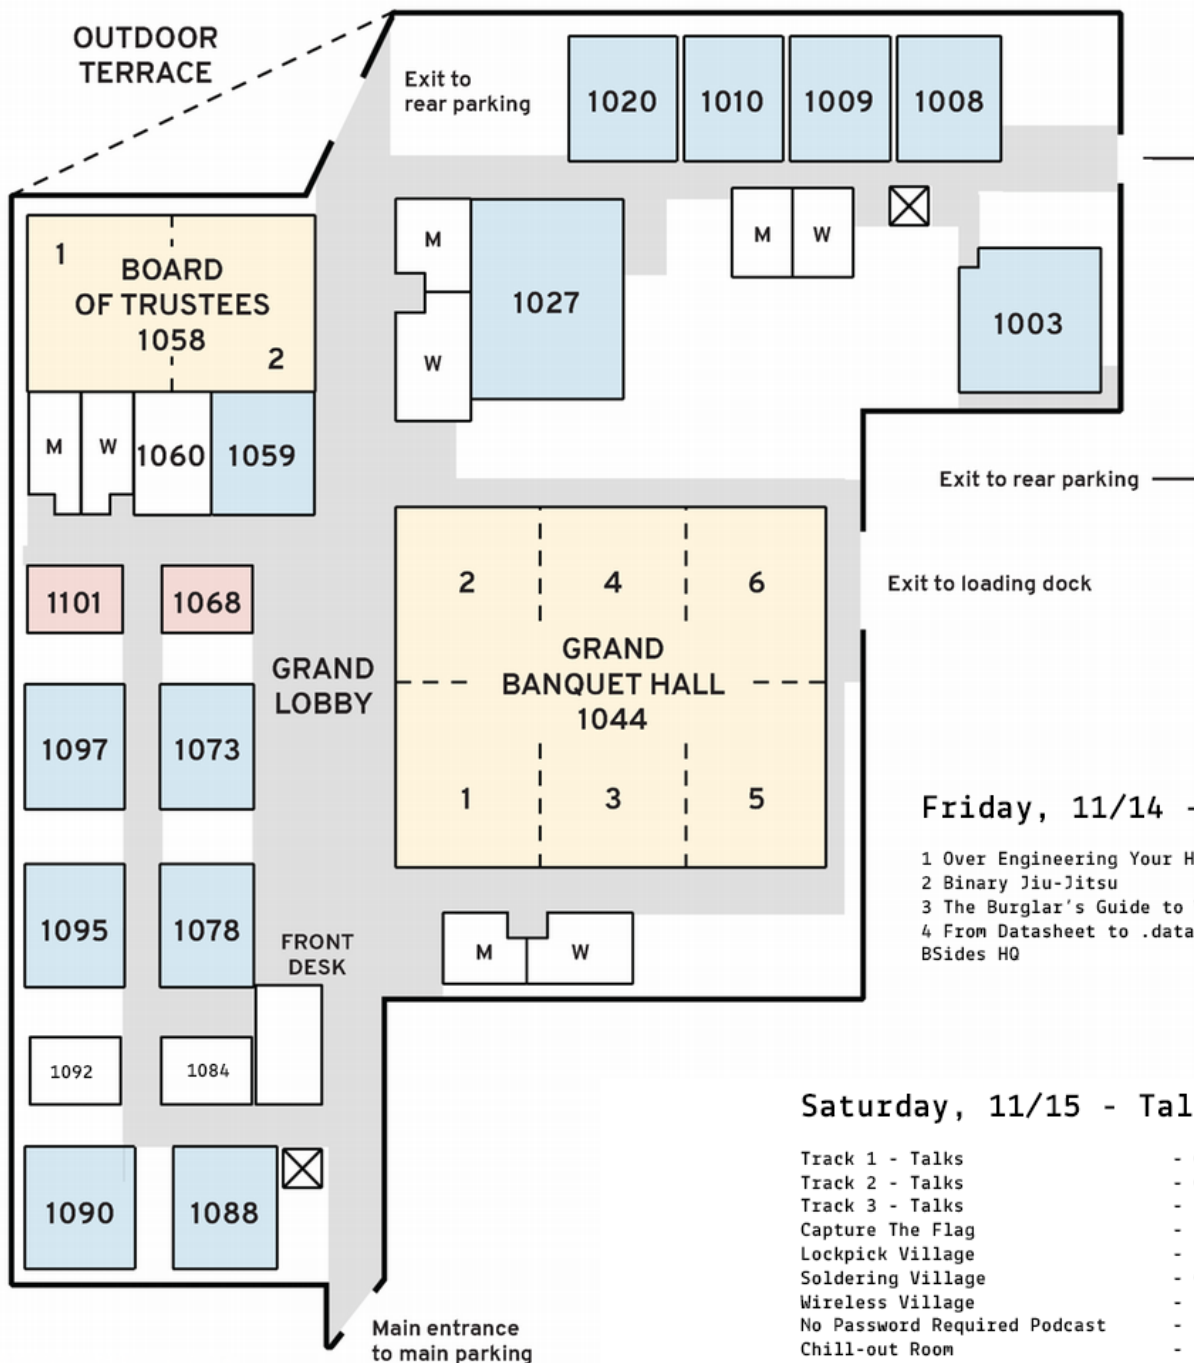 OUTDOOR
TERRACE
Exit to
rear parking
1020
1010
1009
1008
1
BOARD
OF TRUSTEES
1058
2
M
W
1027
M
W
1003
M
W
1060
1059
Exit to rear parking
1101
1068
2
4
6
Exit to loading dock
GRAND
LOBBY
GRAND
BANQUET HALL
1044
1097
1073
1
3
5
Friday, 11/14 -
1 Over Engineering Your H
2 Binary Jiu-Jitsu
3 The Burglar's Guide to
4 From Datasheet to .data
BSides HQ
1095
1078
FRONT
DESK
M
W
1092
1084
Saturday, 11/15 - Tal
Track 1 - Talks -
Track 2 - Talks -
Track 3 - Talks -
Capture The Flag -
Lockpick Village -
Soldering Village -
Wireless Village -
No Password Required Podcast -
Chill-out Room -
1090
1088
Main entrance
to main parking